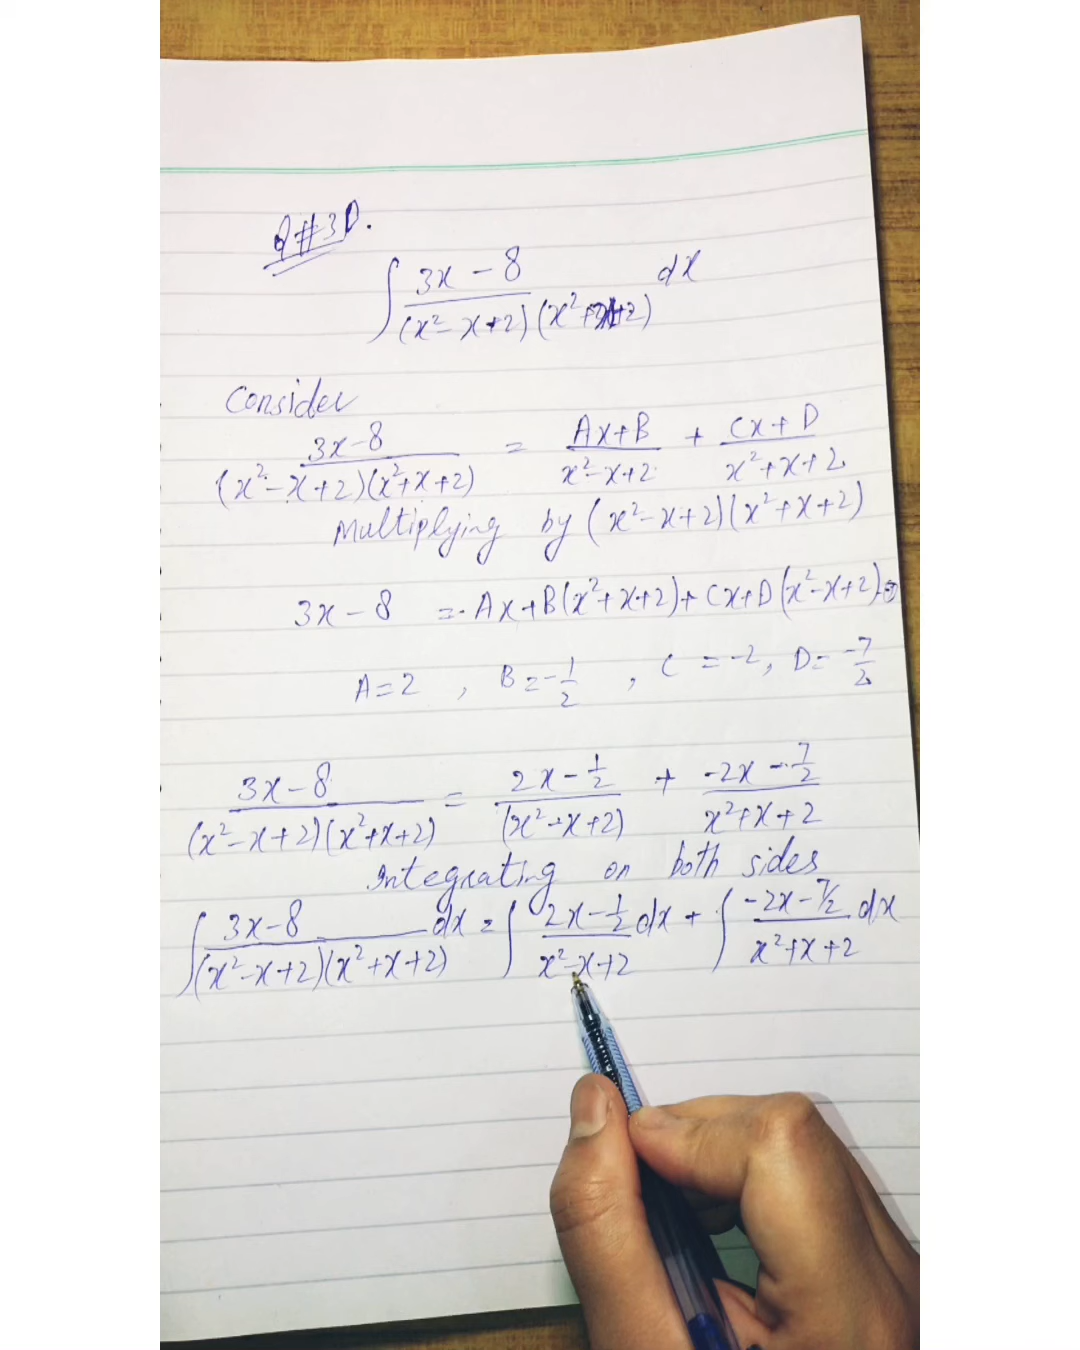 Q#3D.
∫ 3x - 8 / (x² - x + 2)(x² + x + 2) dx
Consider
3x - 8 / (x² - x + 2)(x² + x + 2) = Ax + B / x² - x + 2 + Cx + D / x² + x + 2
Multiplying by (x² - x + 2)(x² + x + 2)
3x - 8 = Ax + B(x² + x + 2) + Cx + D(x² - x + 2)
A = 2 , B = -1/2 , C = -2, D = -7/2
3x - 8 / (x² - x + 2)(x² + x + 2) = 2x - 1/2 / (x² - x + 2) + -2x - 7/2 / x² + x + 2
Integrating on both sides
∫ 3x - 8 / (x² - x + 2)(x² + x + 2) dx = ∫ 2x - 1/2 / x² - x + 2 dx + ∫ -2x - 7/2 / x² + x + 2 dx